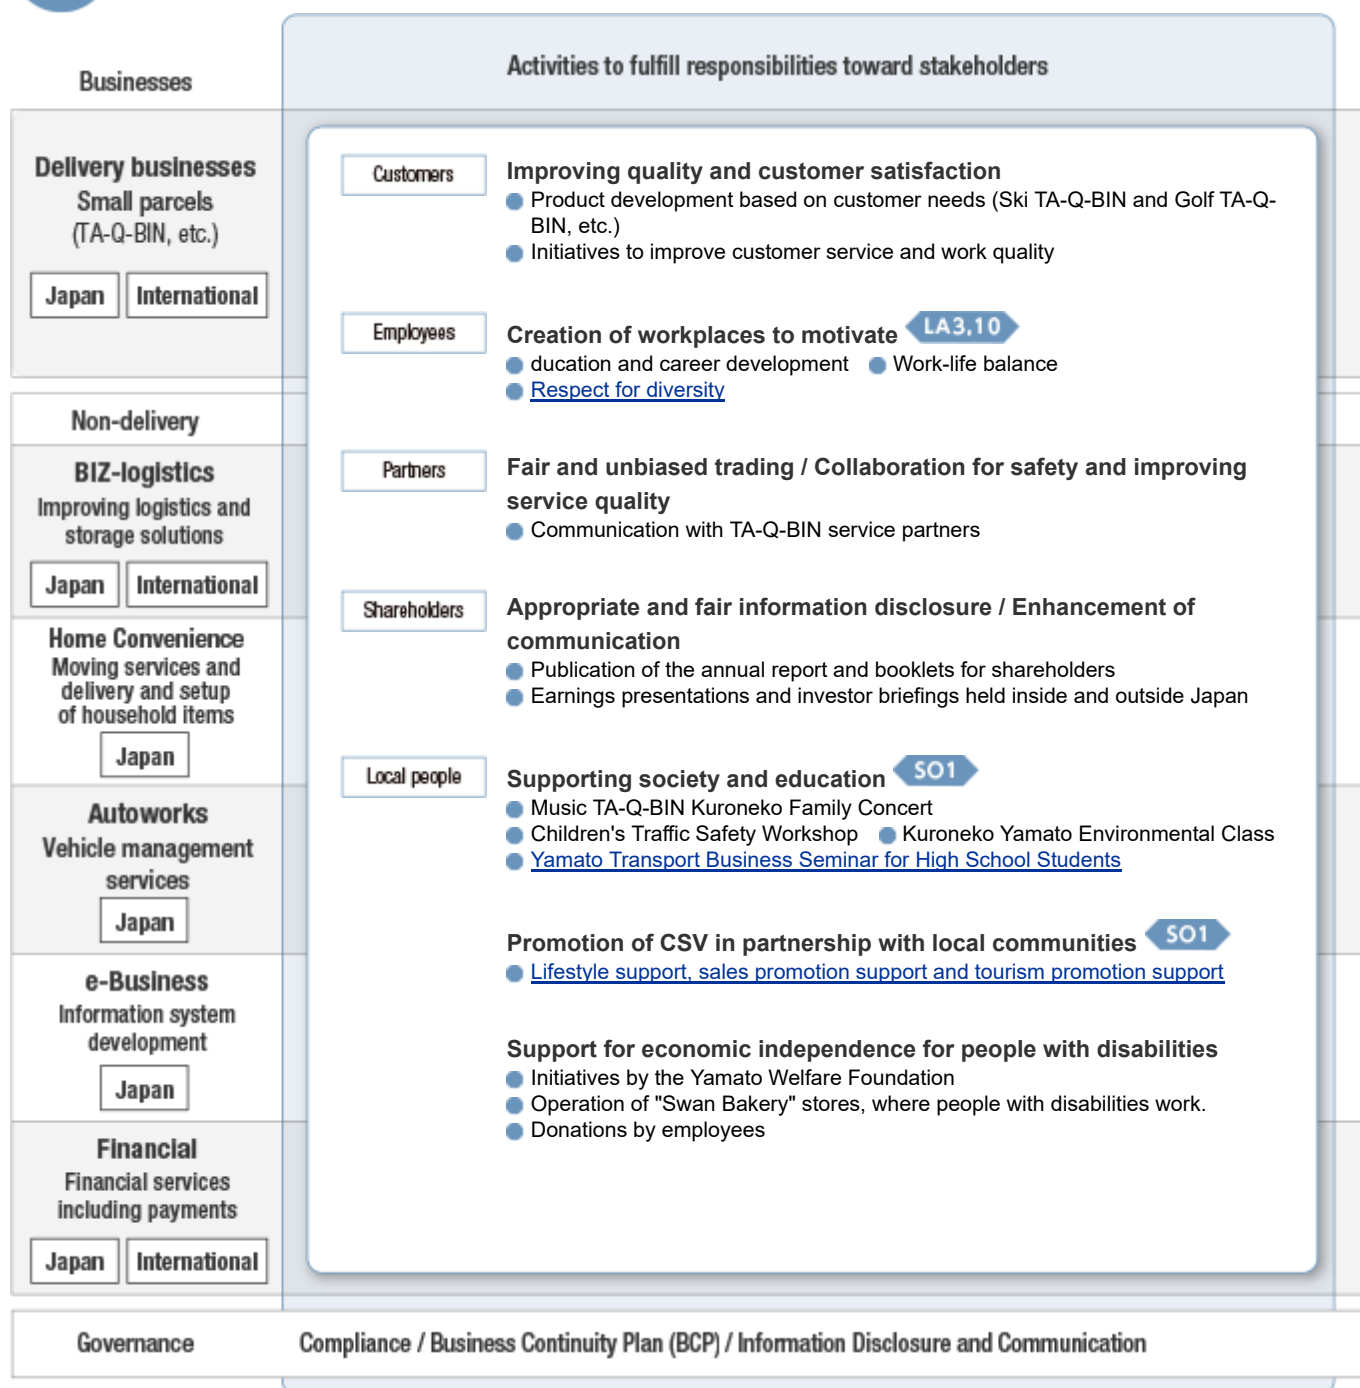 Businesses
Activities to fulfill responsibilities toward stakeholders
Delivery businesses
Small parcels
(TA-Q-BIN, etc.)
Japan
International
Non-delivery
BIZ-logistics
Improving logistics and
storage solutions
Japan
International
Home Convenience
Moving services and
delivery and setup
of household items
Japan
Autoworks
Vehicle management
services
Japan
e-Business
Information system
development
Japan
Financial
Financial services
including payments
Japan
International
Customers
Improving quality and customer satisfaction
Product development based on customer needs (Ski TA-Q-BIN and Golf TA-Q-
BIN, etc.)
Initiatives to improve customer service and work quality
Employees
Creation of workplaces to motivate LA3,10
ducation and career development Work-life balance
Respect for diversity
Partners
Fair and unbiased trading / Collaboration for safety and improving
service quality
Communication with TA-Q-BIN service partners
Shareholders
Appropriate and fair information disclosure / Enhancement of
communication
Publication of the annual report and booklets for shareholders
Earnings presentations and investor briefings held inside and outside Japan
Local people
Supporting society and education SO1
Music TA-Q-BIN Kuroneko Family Concert
Children's Traffic Safety Workshop Kuroneko Yamato Environmental Class
Yamato Transport Business Seminar for High School Students
Promotion of CSV in partnership with local communities SO1
Lifestyle support, sales promotion support and tourism promotion support
Support for economic independence for people with disabilities
Initiatives by the Yamato Welfare Foundation
Operation of "Swan Bakery" stores, where people with disabilities work.
Donations by employees
Governance
Compliance / Business Continuity Plan (BCP) / Information Disclosure and Communication